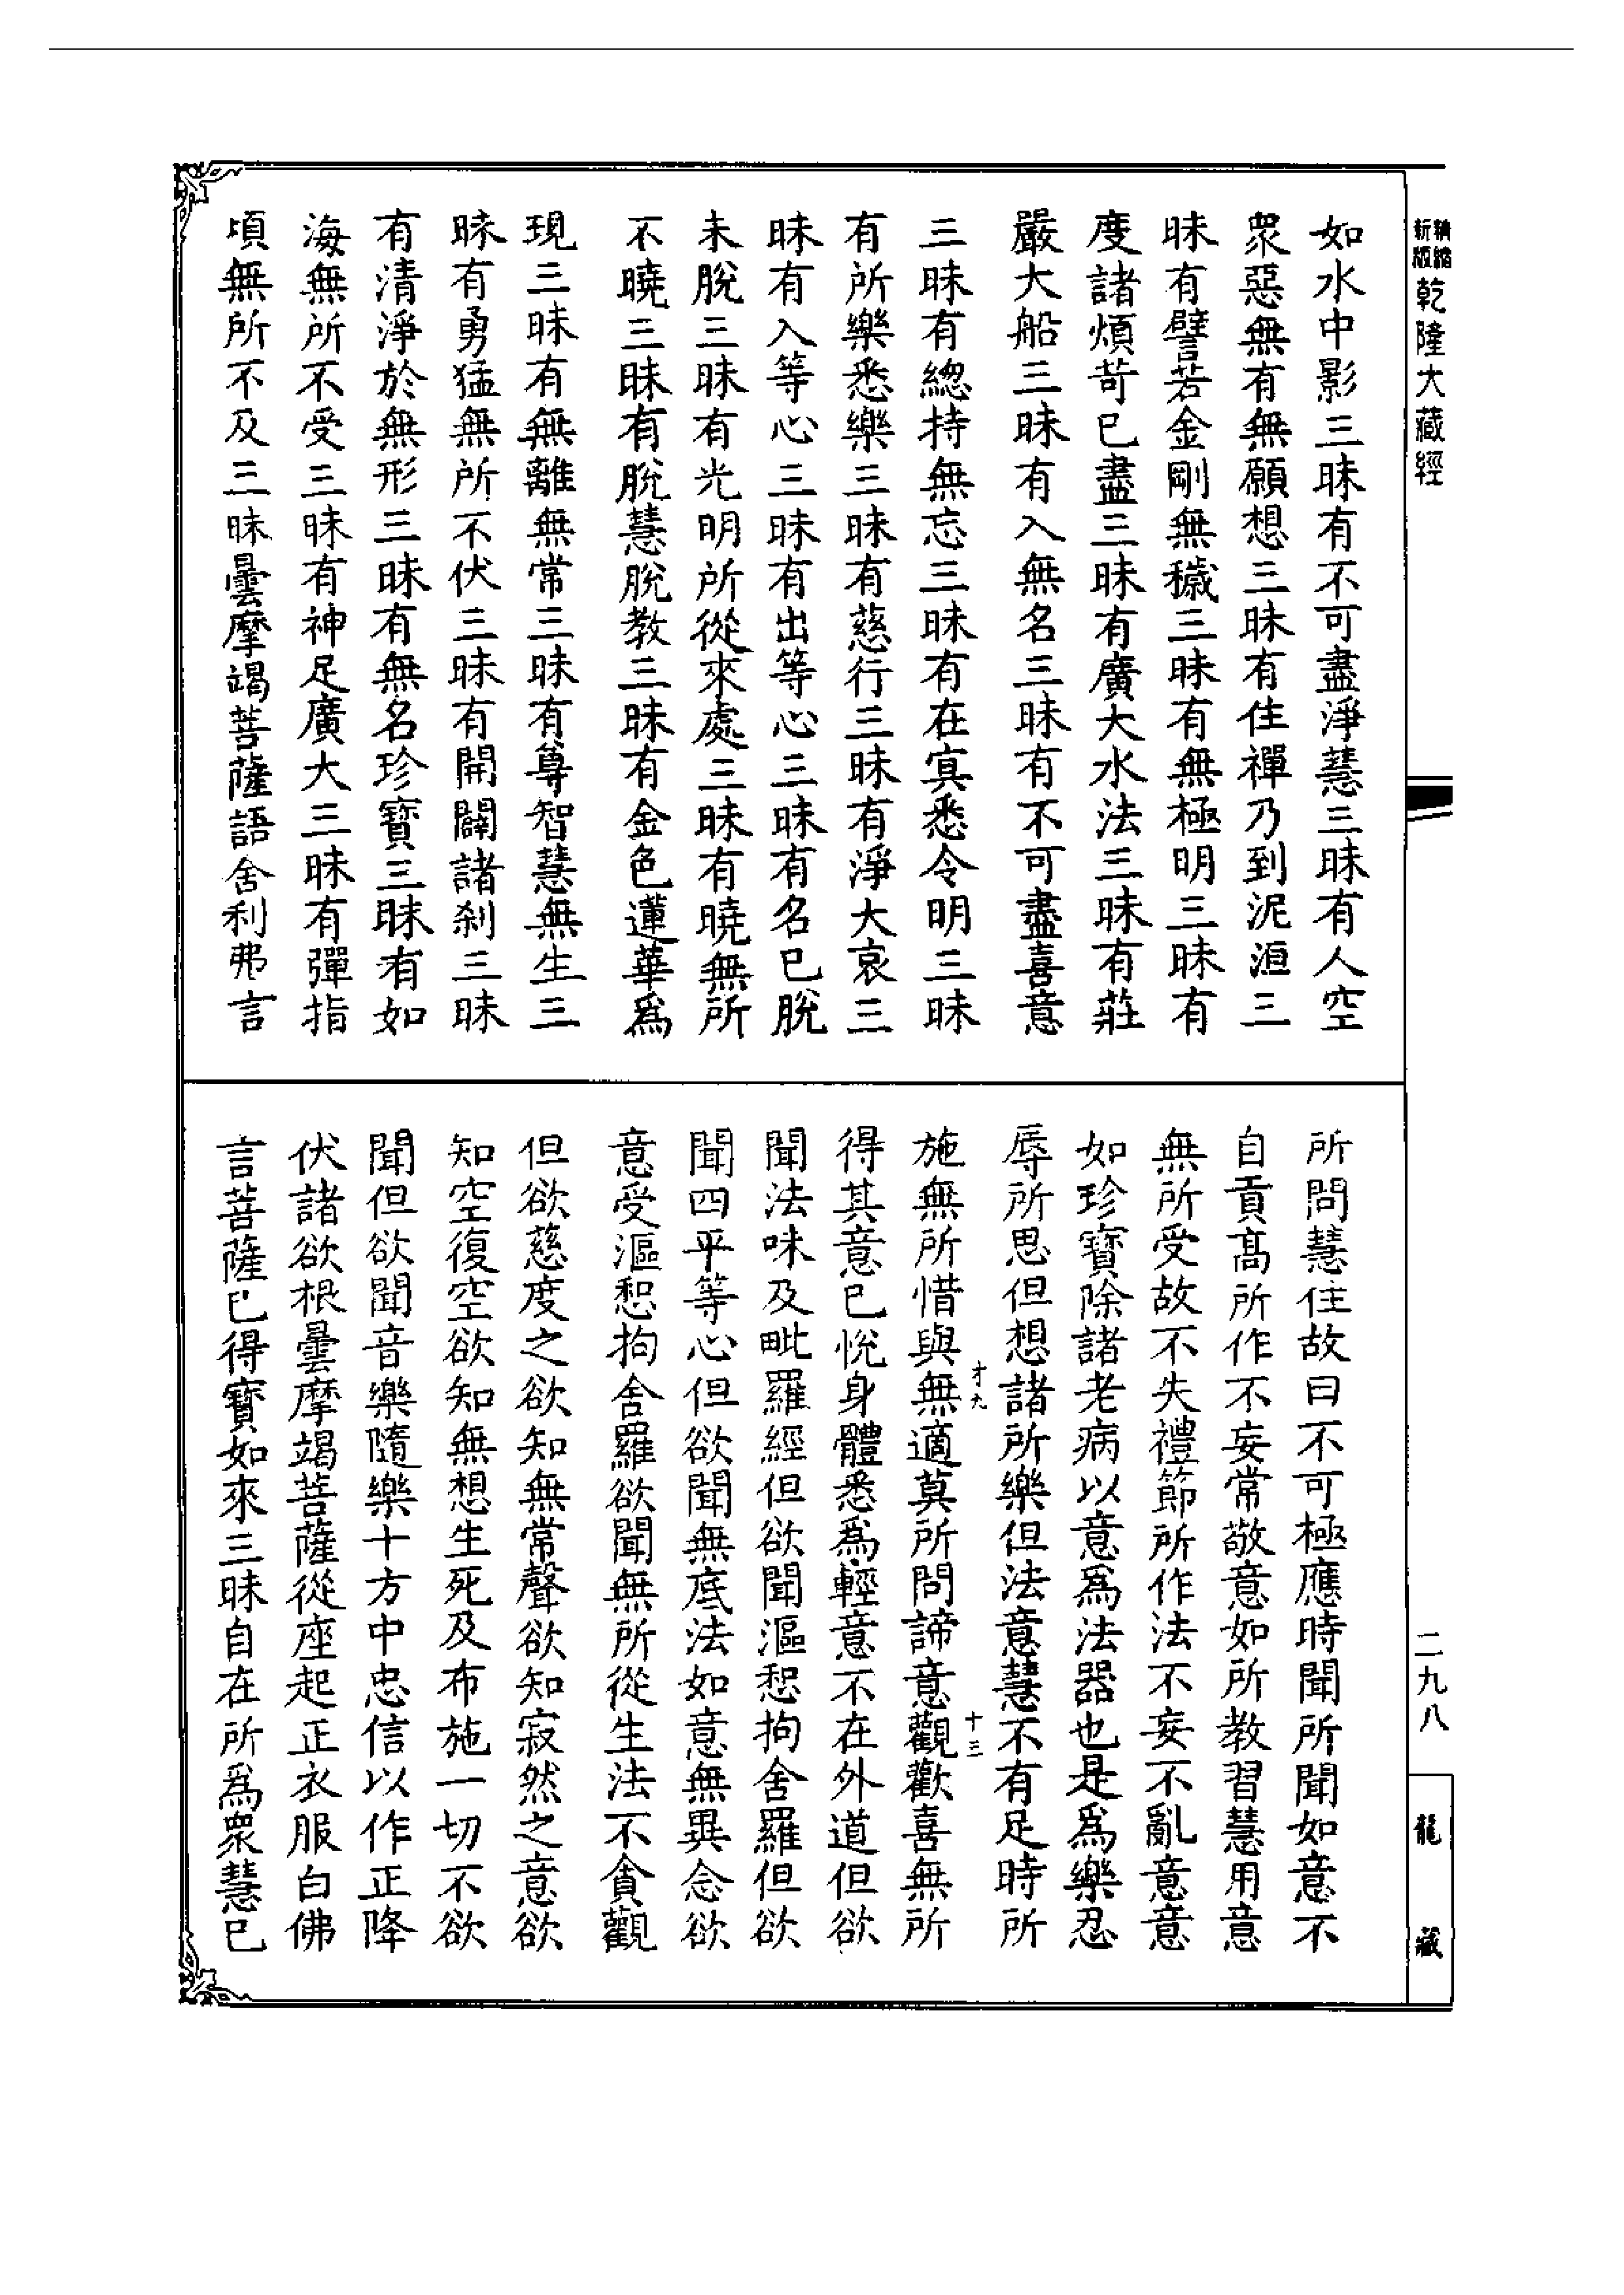 精縮新版乾隆大藏經
如水中影三昧有不可盡淨慧三昧有人空
衆惡無有無願想三昧有住禪乃到泥洹三
昧有譬若金剛無穢三昧有無極明三昧有
度諸煩苛已盡三昧有廣大水法三昧有莊
嚴大船三昧有入無名三昧有不可盡喜意
三昧有緫持無忘三昧有在冥悉令明三昧
有所樂悉樂三昧有慈行三昧有淨大哀三
昧有入等心三昧有出等心三昧有名已脫
未脫三昧有光明所從來處三昧有曉無所
不曉三昧有脫慧脫教三昧有金色蓮華爲
現三昧有無離無常三昧有尊智慧無生三
昧有勇猛無所不伏三昧有開闢諸剎三昧
有清淨於無形三昧有無名珍寶三昧有如
海無所不受三昧有神足廣大三昧有彈指
頃無所不及三昧曇摩竭菩薩語舍利弗言
所問慧住故曰不可極應時聞所聞如意不
自貢高所作不妄常敬意如所教習慧用意
無所受故不失禮節所作法不妄不亂意意
如珍寶除諸老病以意爲法器也是爲樂忍
辱所思但想諸所樂但法意慧不有足時所
施無所惜與無適莫所問諦意觀歡喜無所
才九
十三
得其意已悅身體悉爲輕意不在外道但欲
聞法味及毗羅經但欲聞漚惒拘舍羅但欲
聞四平等心但欲聞無底法如意無異念欲
意受漚惒拘舍羅欲聞無所從生法不貪觀
但欲慈度之欲知無常聲欲知寂然之意欲
知空復空欲知無想生死及布施一切不欲
聞但欲聞音樂隨樂十方中忠信以作正降
伏諸欲根曇摩竭菩薩從座起正衣服白佛
言菩薩已得寶如來三昧自在所爲眾慧已
二九八
龍藏